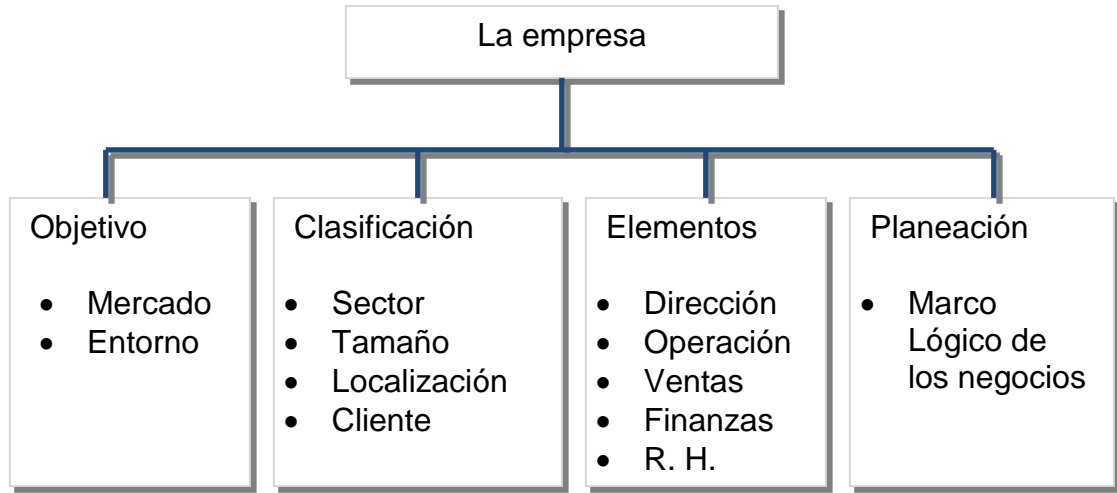 La empresa
Objetivo
• Mercado
• Entorno
Clasificación
• Sector
• Tamaño
• Localización
• Cliente
Elementos
• Dirección
• Operación
• Ventas
• Finanzas
• R. H.
Planeación
• Marco
Lógico de
los negocios